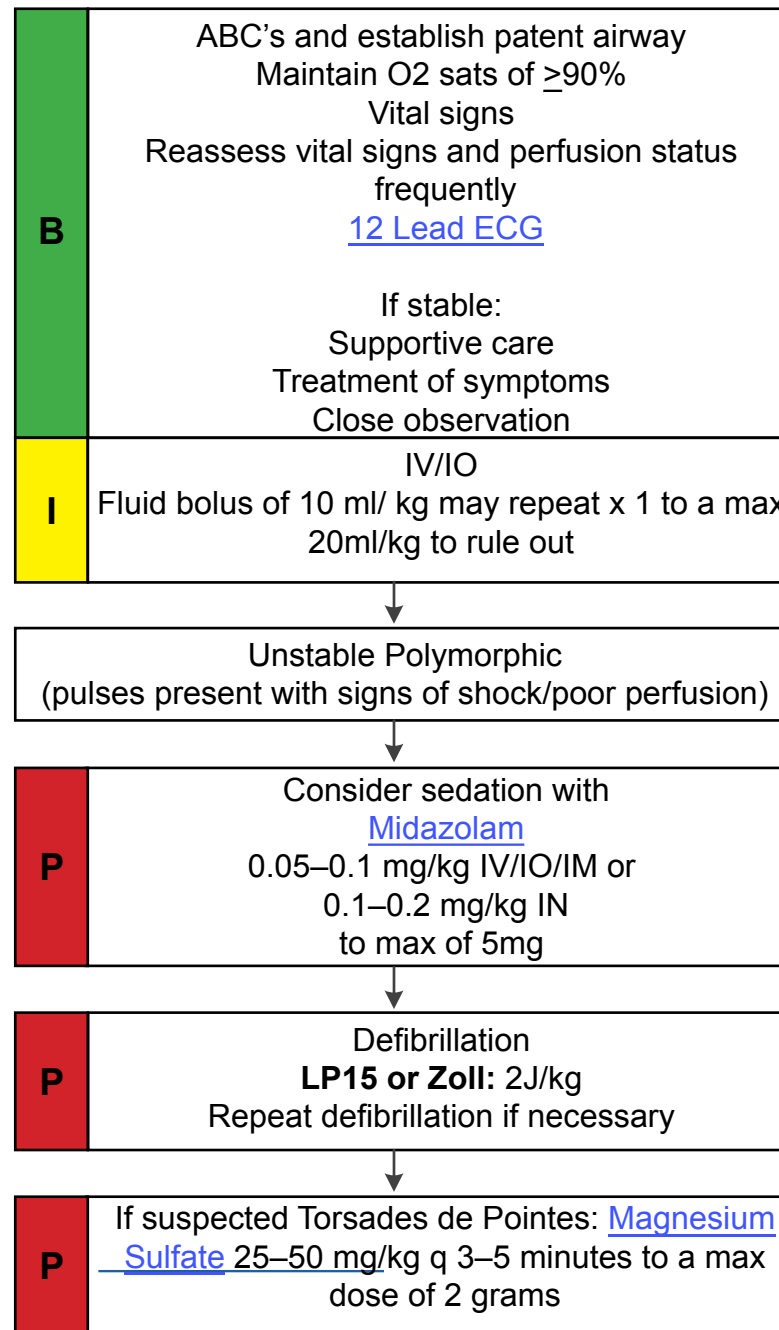 ABC's and establish patent airway
Maintain O2 sats of >90%
Vital signs
Reassess vital signs and perfusion status
frequently
12 Lead ECG
B
If stable:
Supportive care
Treatment of symptoms
Close observation
IV/IO
I
Fluid bolus of 10 ml/ kg may repeat x 1 to a max
20ml/kg to rule out
Unstable Polymorphic
(pulses present with signs of shock/poor perfusion)
P
Consider sedation with
Midazolam
0.05–0.1 mg/kg IV/IO/IM or
0.1–0.2 mg/kg IN
to max of 5mg
P
Defibrillation
LP15 or Zoll: 2J/kg
Repeat defibrillation if necessary
P
If suspected Torsades de Pointes: Magnesium
Sulfate 25–50 mg/kg q 3–5 minutes to a max
dose of 2 grams